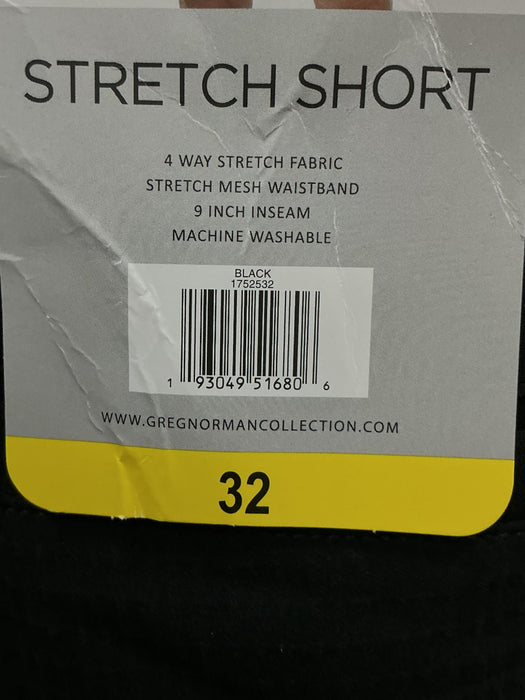 STRETCH SHORT
4 WAY STRETCH FABRIC
STRETCH MESH WAISTBAND
9 INCH INSEAM
MACHINE WASHABLE
BLACK
1752532
1 93049 51680 6
WWW.GREGNORMANCOLLECTION.COM
32